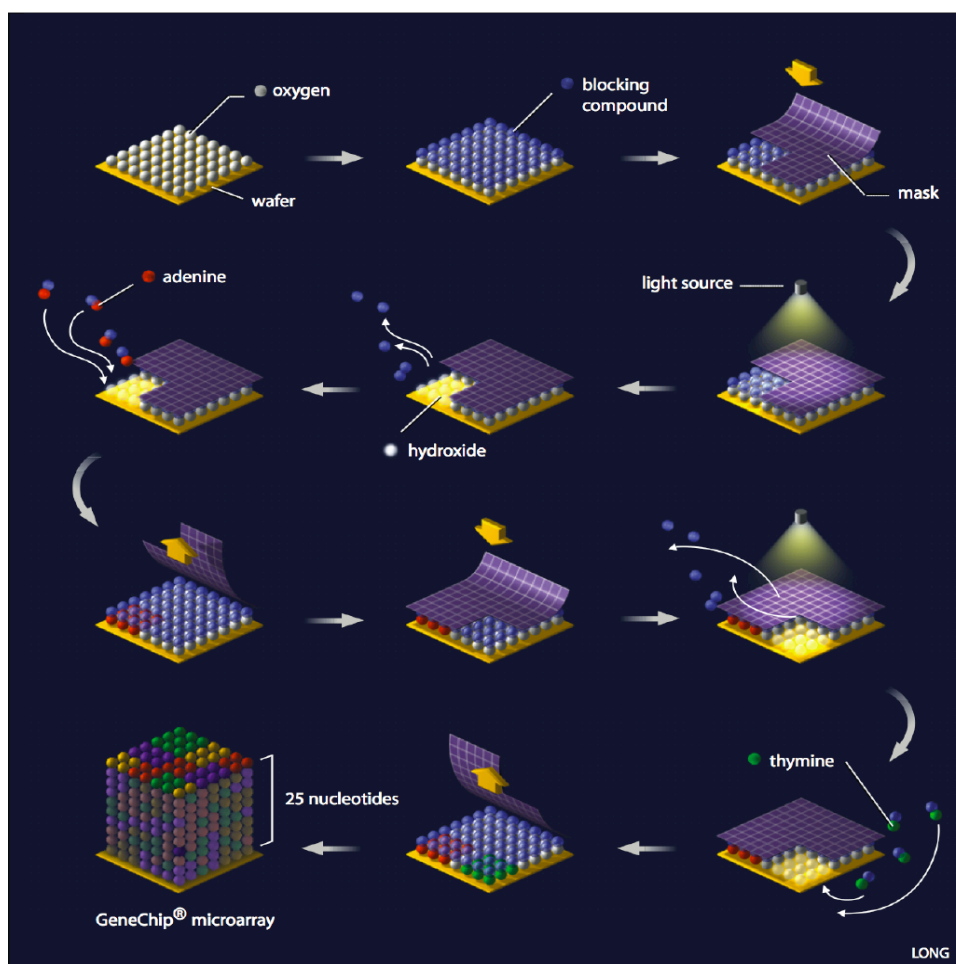 oxygen
wafer
blocking
compound
mask
adenine
hydroxide
light source
25 nucleotides
GeneChip® microarray
thymine
LONG